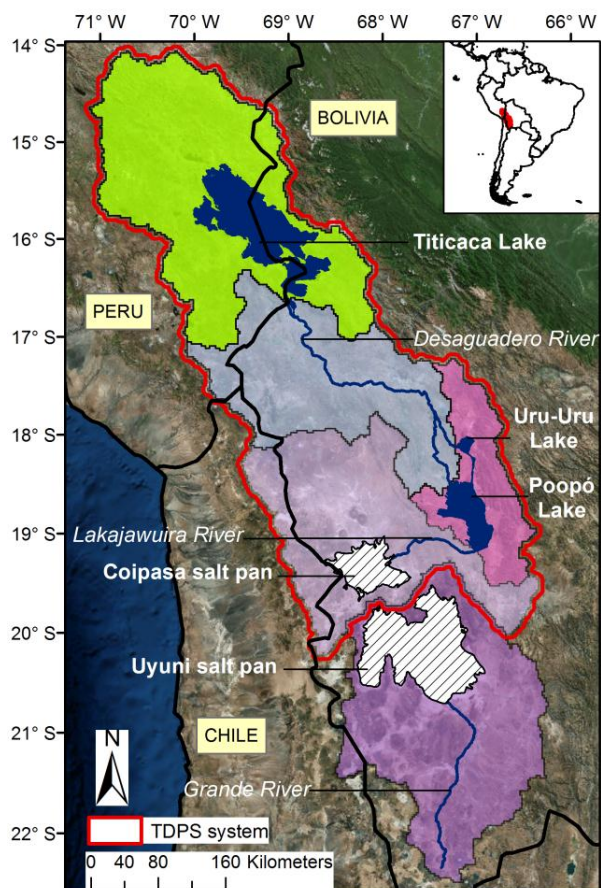 71° W 70° W 69° W 68° W 67° W 66° W
14° S
15° S
16° S
17° S
18° S
19° S
20° S
21° S
22° S
BOLIVIA
Titicaca Lake
PERU
Desaguadero River
Uru-Uru
Lake
Poopó
Lake
Lakajawuira River
Coipasa salt pan
Uyuni salt pan
CHILE
N
Grande River
TDPS system
0 40 80 160 Kilometers